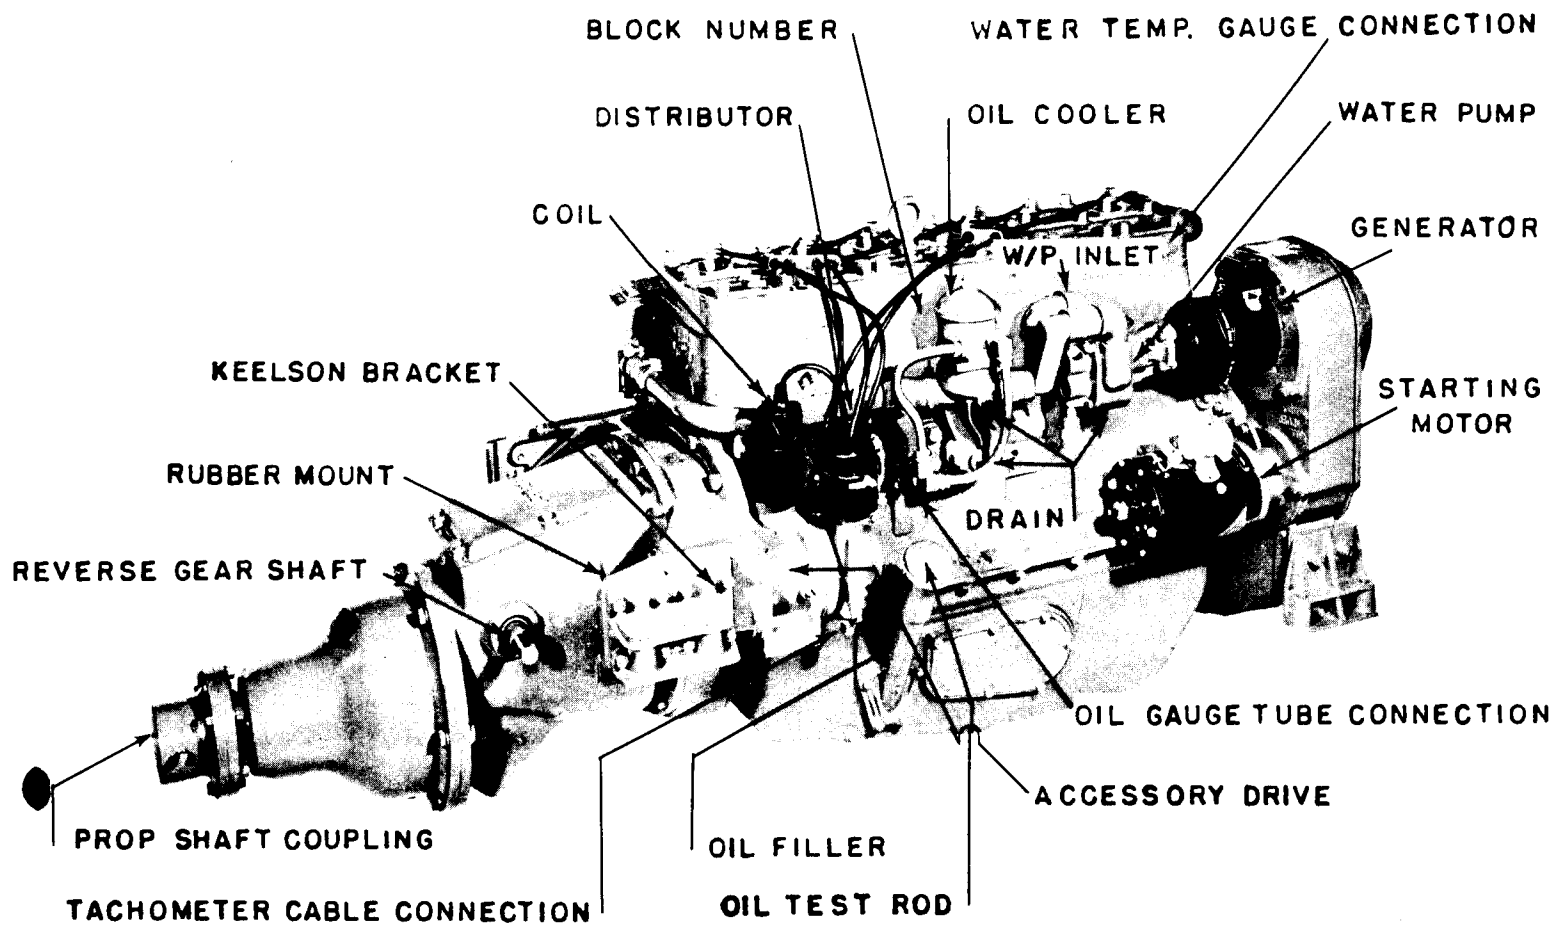 BLOCK NUMBER
WATER TEMP. GAUGE CONNECTION
DISTRIBUTOR
OIL COOLER
WATER PUMP
COIL
GENERATOR
W/P INLET
KEELSON BRACKET
STARTING
MOTOR
RUBBER MOUNT
DRAIN
REVERSE GEAR SHAFT
OIL GAUGE TUBE CONNECTION
ACCESSORY DRIVE
PROP SHAFT COUPLING
OIL FILLER
TACHOMETER CABLE CONNECTION
OIL TEST ROD